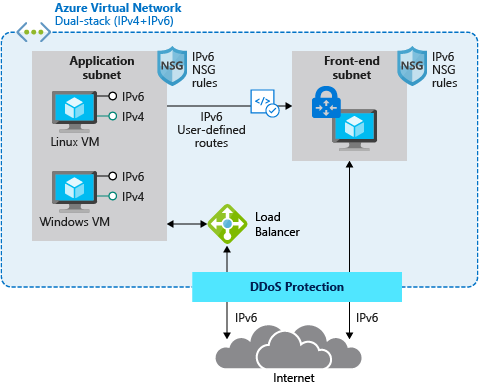 Azure Virtual Network
Dual-stack (IPv4+IPv6)
Application
subnet
NSG
IPv6
NSG
rules
IPv6
IPv4
Linux VM
IPv6
IPv4
Windows VM
IPv6
User-defined
routes
Front-end
subnet
NSG
IPv6
NSG
rules
Load
Balancer
DDoS Protection
IPv6
IPv6
Internet